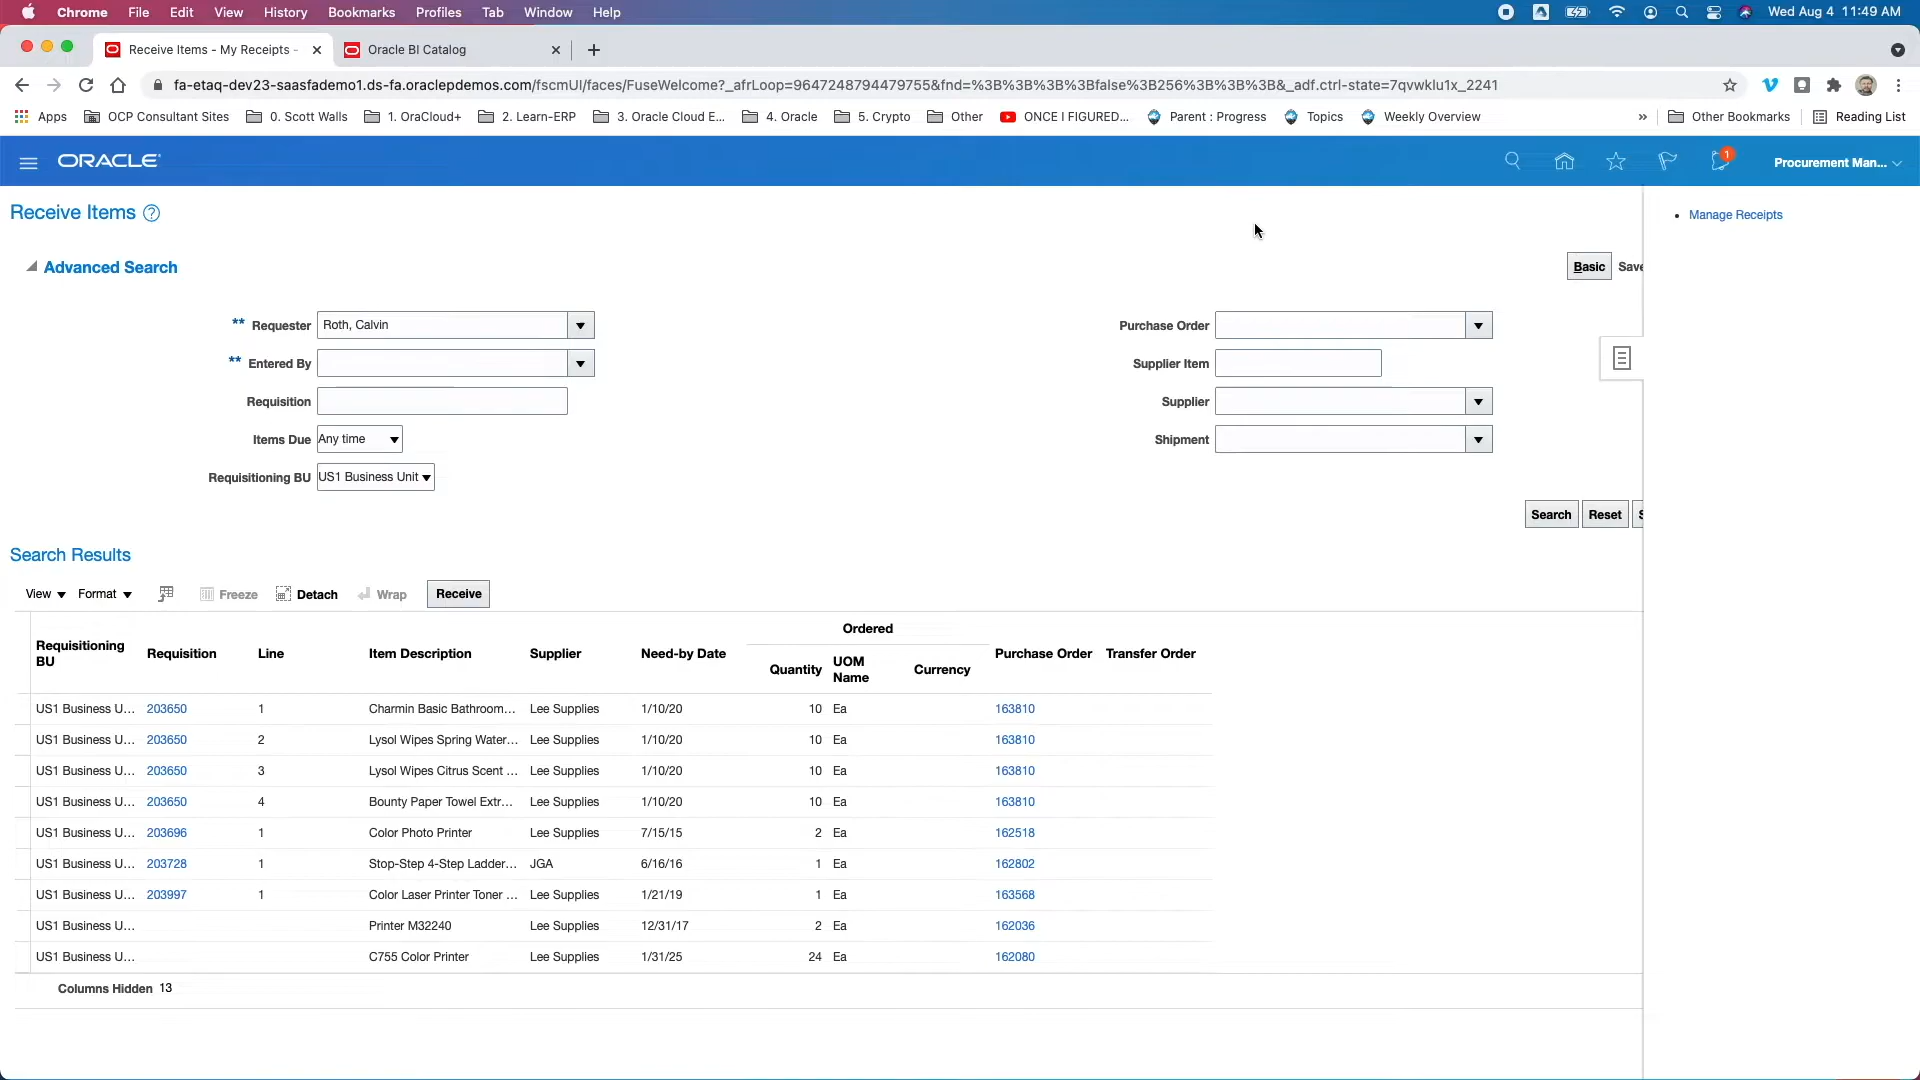 Chrome File Edit View History Bookmarks Profiles Tab Window Help Wed Aug 4 11:49 AM
Receive Items - My Receipts - Oracle BI Catalog
fa-etaq-dev23-saasfademo1.ds-fa.oraclepdemos.com/fscmUI/faces/FuseWelcome?_afrLoop=9647248794479755&fnd=%3B%3B%3B%3Bfalse%3B256%3B%3B%3B&_adf.ctrl-state=7qvwklu1x_2241
Apps OCP Consultant Sites 0. Scott Walls 1. OraCloud+ 2. Learn-ERP 3. Oracle Cloud E... 4. Oracle 5. Crypto Other ONCE I FIGURED... Parent : Progress Topics Weekly Overview » Other Bookmarks Reading List
ORACLE 1 Procurement Man...
Receive Items ?
Manage Receipts
Advanced Search Basic Save
** Requester Roth, Calvin Purchase Order
** Entered By Supplier Item
Requisition Supplier
Items Due Any time Shipment
Requisitioning BU US1 Business Unit
Search Reset S
Search Results
View Format Freeze Detach Wrap Receive
Ordered
Requisitioning BU Requisition Line Item Description Supplier Need-by Date Quantity UOM Name Currency Purchase Order Transfer Order
US1 Business U... 203650 1 Charmin Basic Bathroom... Lee Supplies 1/10/20 10 Ea 163810
US1 Business U... 203650 2 Lysol Wipes Spring Water... Lee Supplies 1/10/20 10 Ea 163810
US1 Business U... 203650 3 Lysol Wipes Citrus Scent ... Lee Supplies 1/10/20 10 Ea 163810
US1 Business U... 203650 4 Bounty Paper Towel Extr... Lee Supplies 1/10/20 10 Ea 163810
US1 Business U... 203696 1 Color Photo Printer Lee Supplies 7/15/15 2 Ea 162518
US1 Business U... 203728 1 Stop-Step 4-Step Ladder... JGA 6/16/16 1 Ea 162802
US1 Business U... 203997 1 Color Laser Printer Toner ... Lee Supplies 1/21/19 1 Ea 163568
US1 Business U... Printer M32240 Lee Supplies 12/31/17 2 Ea 162036
US1 Business U... C755 Color Printer Lee Supplies 1/31/25 24 Ea 162080
Columns Hidden 13